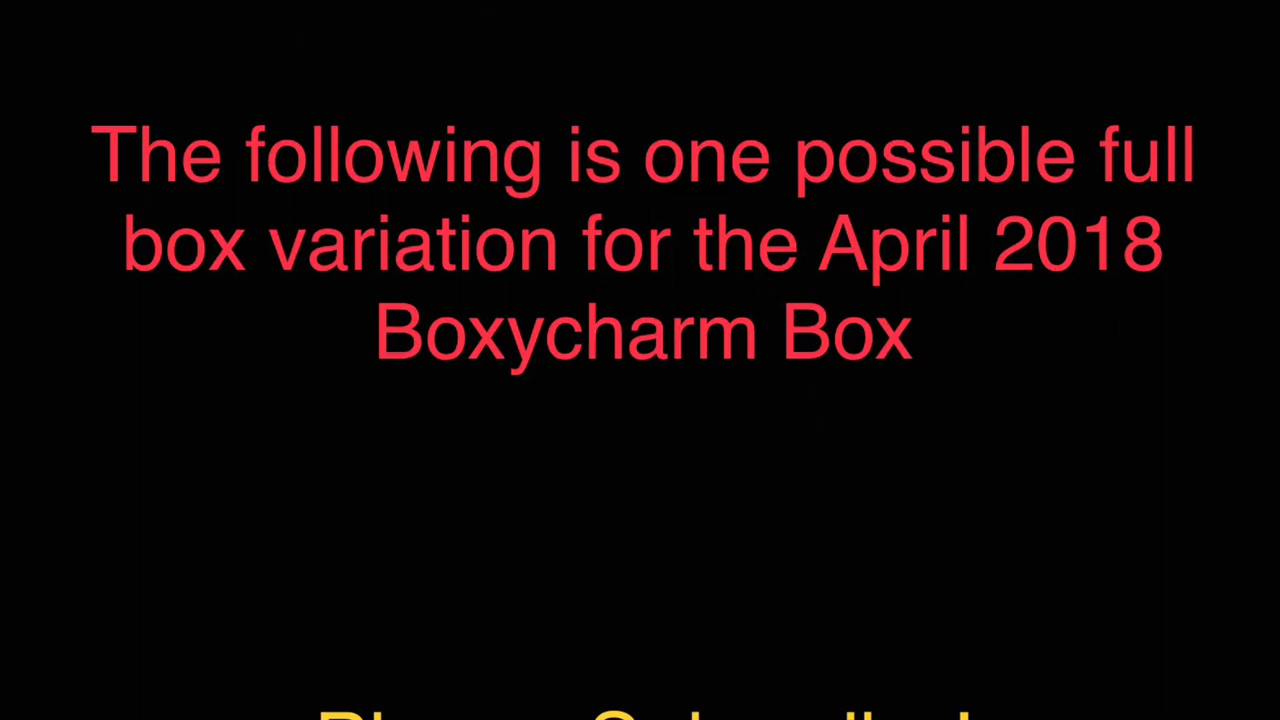 The following is one possible full
box variation for the April 2018
Boxycharm Box